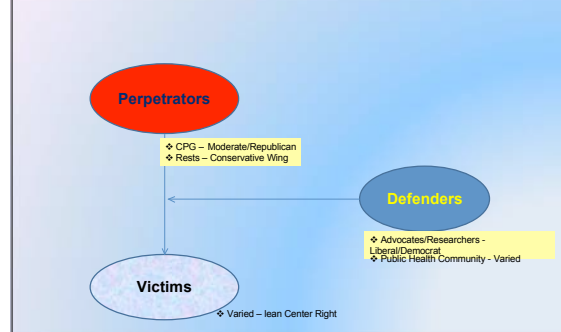 Perpetrators
❖ CPG – Moderate/Republican
❖ Rests – Conservative Wing
Defenders
❖ Advocates/Researchers -
Liberal/Democrat
❖ Public Health Community - Varied
Victims
❖ Varied – lean Center Right